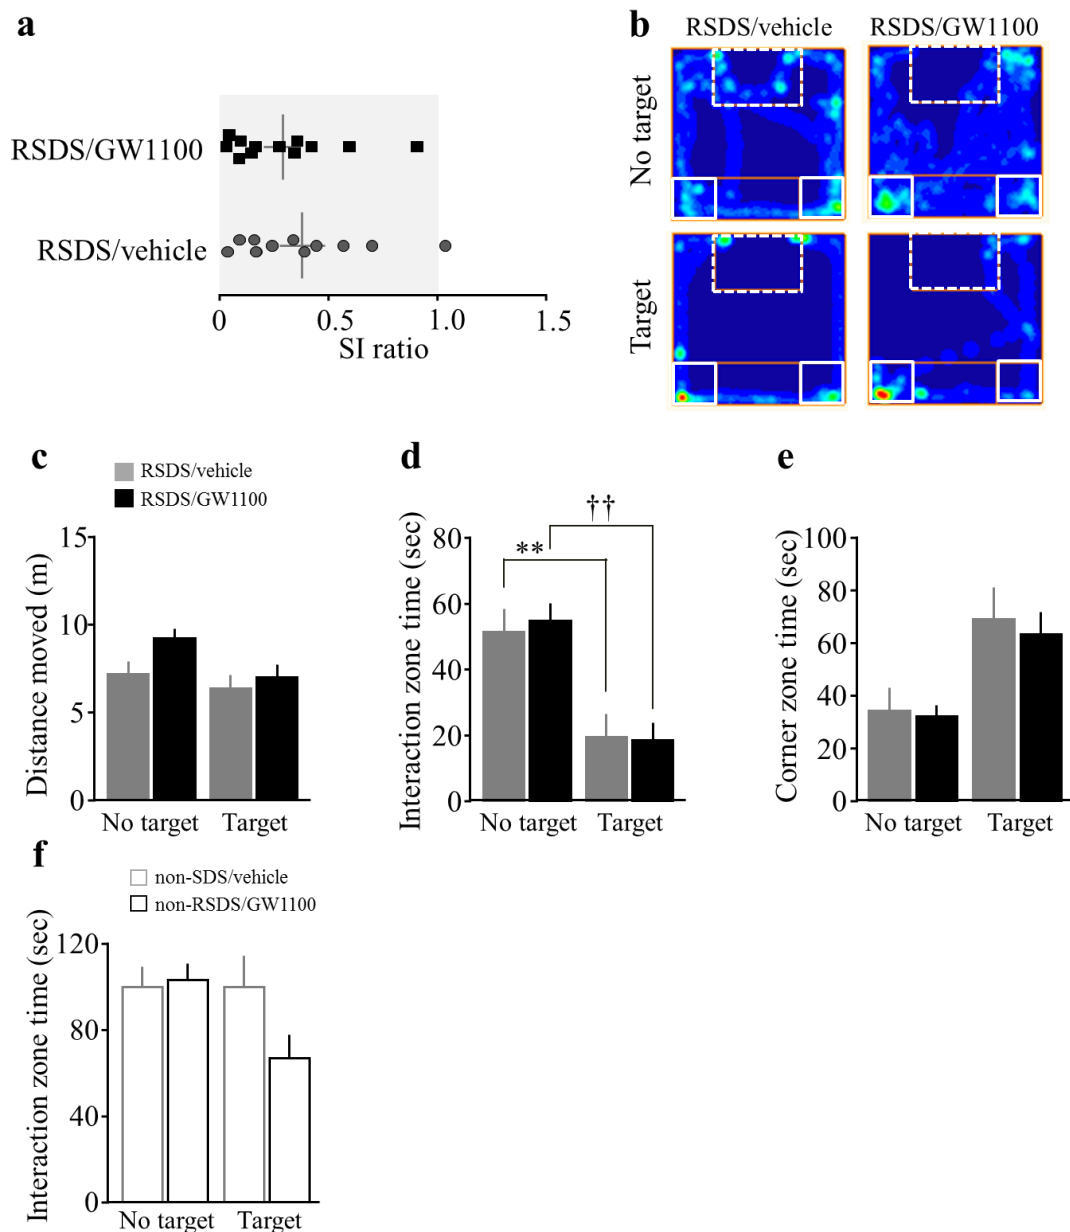 a
RSDS/GW1100
RSDS/vehicle
0 0.5 1.0 1.5
SI ratio
b
RSDS/vehicle RSDS/GW1100
No target
Target
c
RSDS/vehicle
RSDS/GW1100
Distance moved (m)
15
10
5
0
No target Target
d
Interaction zone time (sec)
80
60
40
20
0
**
††
No target Target
e
Corner zone time (sec)
100
80
60
40
20
0
No target Target
f
non-SDS/vehicle
non-RSDS/GW1100
Interaction zone time (sec)
120
80
40
0
No target Target